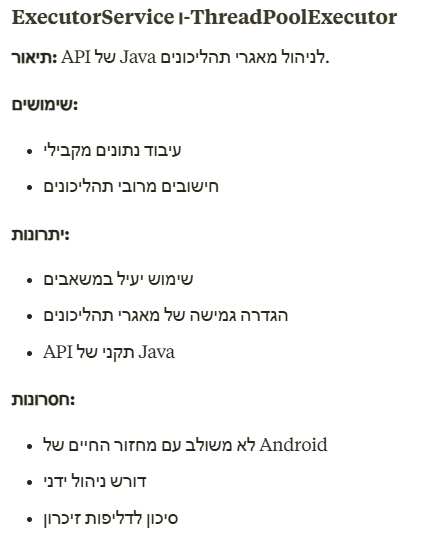 ExecutorService ו-ThreadPoolExecutor
תיאור: API של Java לניהול מאגרי תהליכונים.
שימושים:
עיבוד נתונים מקבילי
חישובים מרובי תהליכונים
יתרונות:
שימוש יעיל במשאבים
הגדרה גמישה של מאגרי תהליכונים
API תקני של Java
חסרונות:
לא משולב עם מחזור החיים של Android
דורש ניהול ידני
סיכון לדליפות זיכרון